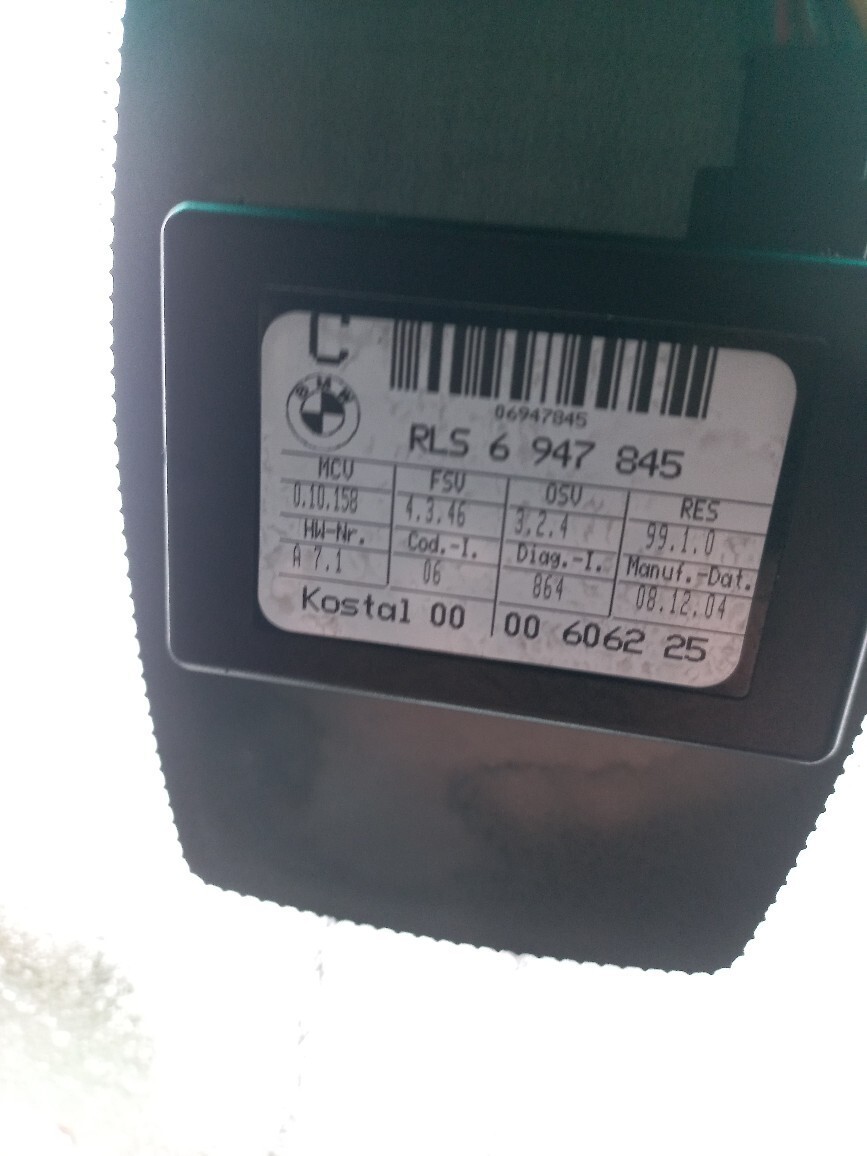 C
BMW
06947845
RLS 6 947 845
MCV FSV OSV RES
0.10.158 4.3.46 3.2.4 99.1.0
HW-Nr. Cod.-I. Diag.-I. Manuf.-Dat.
A 7.1 06 864 08.12.04
Kostal 00 00 6062 25